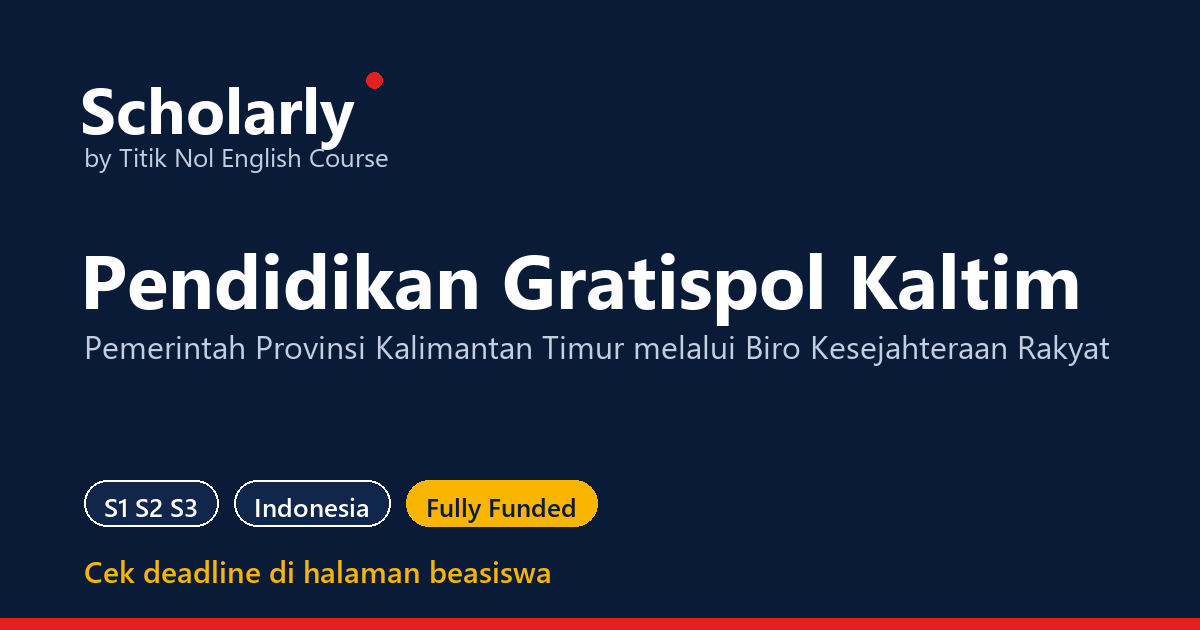 Scholarly
by Titik Nol English Course
Pendidikan Gratispol Kaltim
Pemerintah Provinsi Kalimantan Timur melalui Biro Kesejahteraan Rakyat
S1 S2 S3 Indonesia Fully Funded
Cek deadline di halaman beasiswa